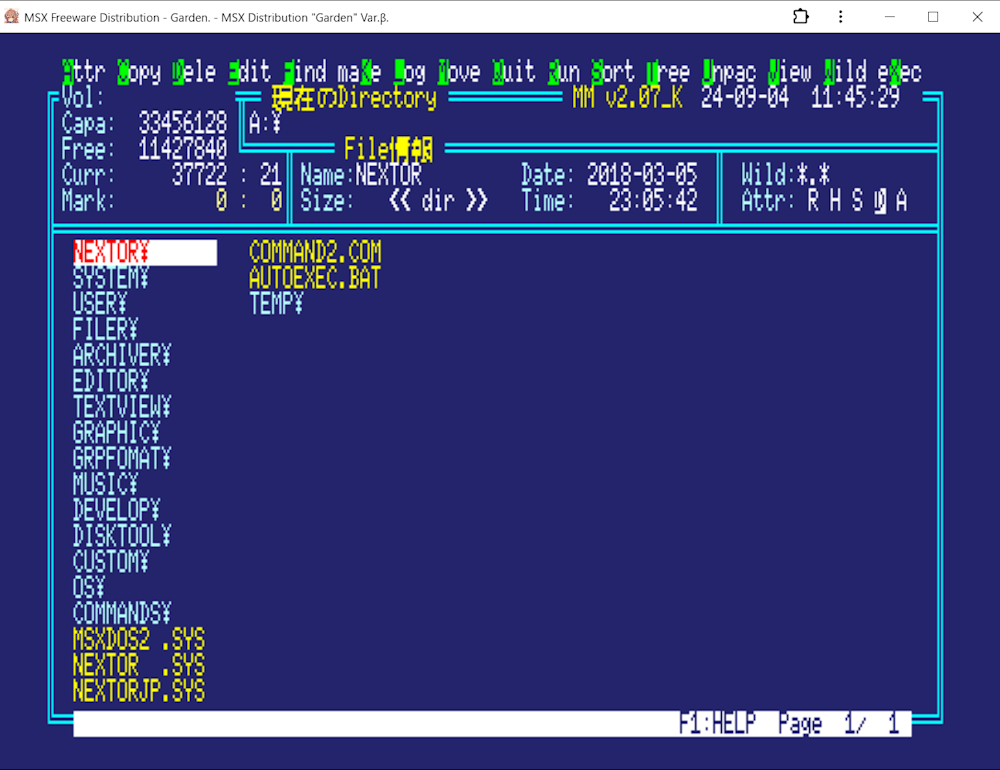 MSX Freeware Distribution - Garden. - MSX Distribution "Garden" Var.β.
Attr Copy Dele Edit Find maKe Log Move Quit Run Sort Tree Unpac View Wild eXec
Vol: 現在のDirectory MM v2.07_K 24-09-04 11:45:29
Capa: 33456128 A:¥
Free: 11427840 File情報
Curr: 37722 : 21 Name:NEXTOR Date: 2018-03-05 Wild:*.*
Mark: 0 : 0 Size: << dir >> Time: 23:05:42 Attr: R H S D A
NEXTOR¥ COMMAND2.COM
SYSTEM¥ AUTOEXEC.BAT
USER¥ TEMP¥
FILER¥
ARCHIVER¥
EDITOR¥
TEXTVIEW¥
GRAPHIC¥
GRPFOMAT¥
MUSIC¥
DEVELOP¥
DISKTOOL¥
CUSTOM¥
OS¥
COMMANDS¥
MSXDOS2 .SYS
NEXTOR .SYS
NEXTORJP.SYS
F1:HELP Page 1/ 1